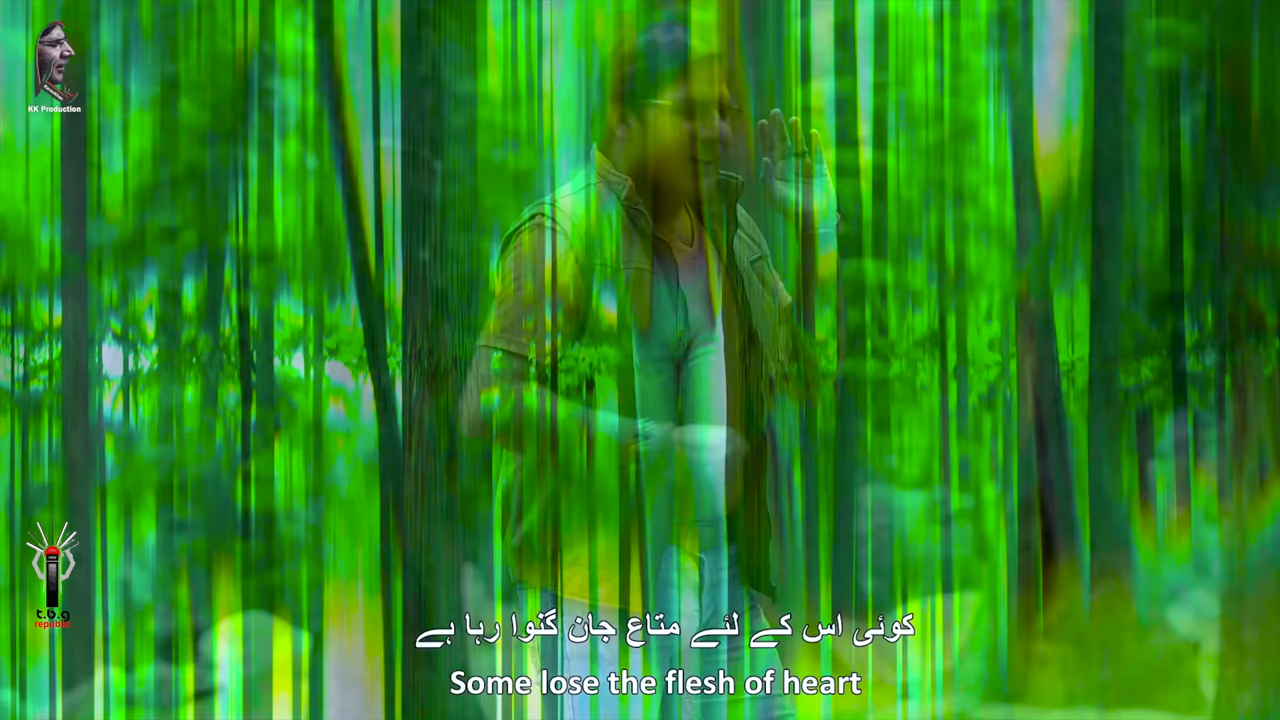 KK Production
t.b.g
republic
کوئی اس کے لئے متاع جان گنوا رہا ہے
Some lose the flesh of heart